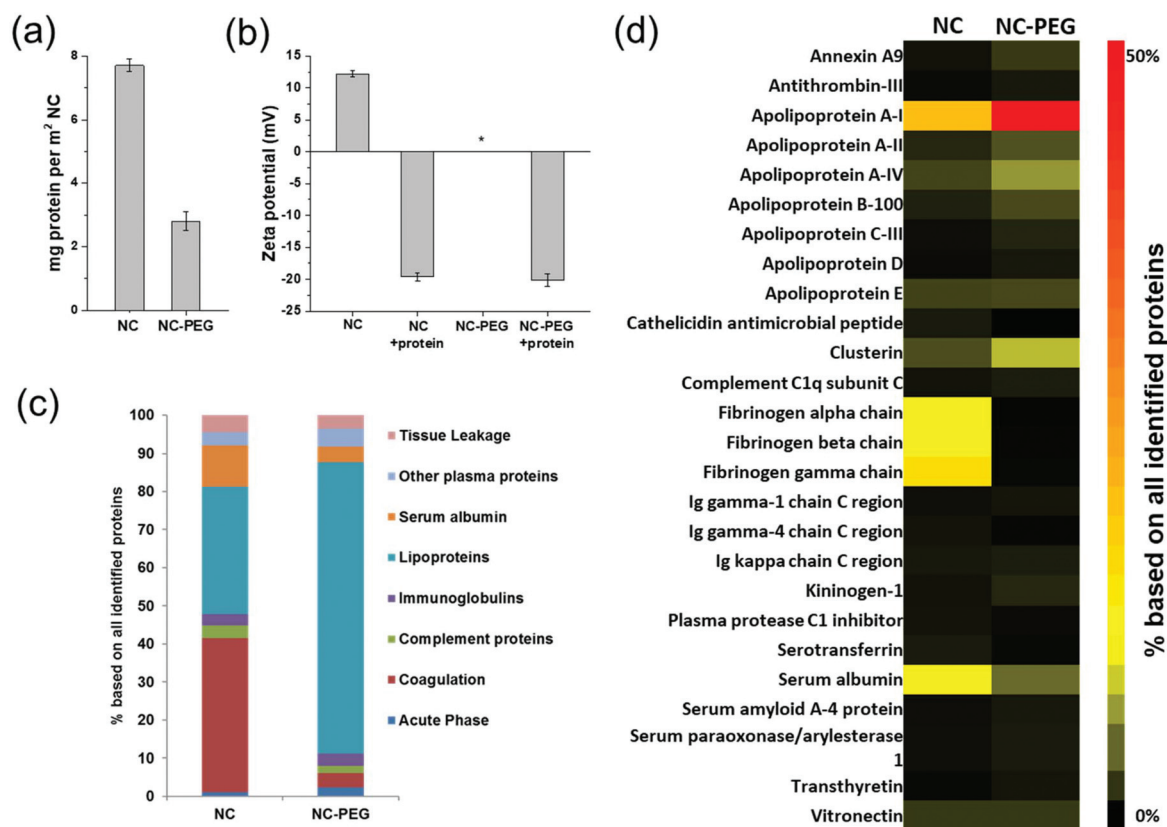 (a)
mg protein per m² NC
8
6
4
2
0
NC
NC-PEG
(b)
Zeta potential (mV)
15
10
5
0
-5
-10
-15
-20
-25
*
NC
NC
+protein
NC-PEG
NC-PEG
+protein
(c)
% based on all identified proteins
100
90
80
70
60
50
40
30
20
10
0
NC
NC-PEG
Tissue Leakage
Other plasma proteins
Serum albumin
Lipoproteins
Immunoglobulins
Complement proteins
Coagulation
Acute Phase
(d)
NC
NC-PEG
Annexin A9
Antithrombin-III
Apolipoprotein A-I
Apolipoprotein A-II
Apolipoprotein A-IV
Apolipoprotein B-100
Apolipoprotein C-III
Apolipoprotein D
Apolipoprotein E
Cathelicidin antimicrobial peptide
Clusterin
Complement C1q subunit C
Fibrinogen alpha chain
Fibrinogen beta chain
Fibrinogen gamma chain
Ig gamma-1 chain C region
Ig gamma-4 chain C region
Ig kappa chain C region
Kininogen-1
Plasma protease C1 inhibitor
Serotransferrin
Serum albumin
Serum amyloid A-4 protein
Serum paraoxonase/arylesterase
1
Transthyretin
Vitronectin
50%
0%
% based on all identified proteins